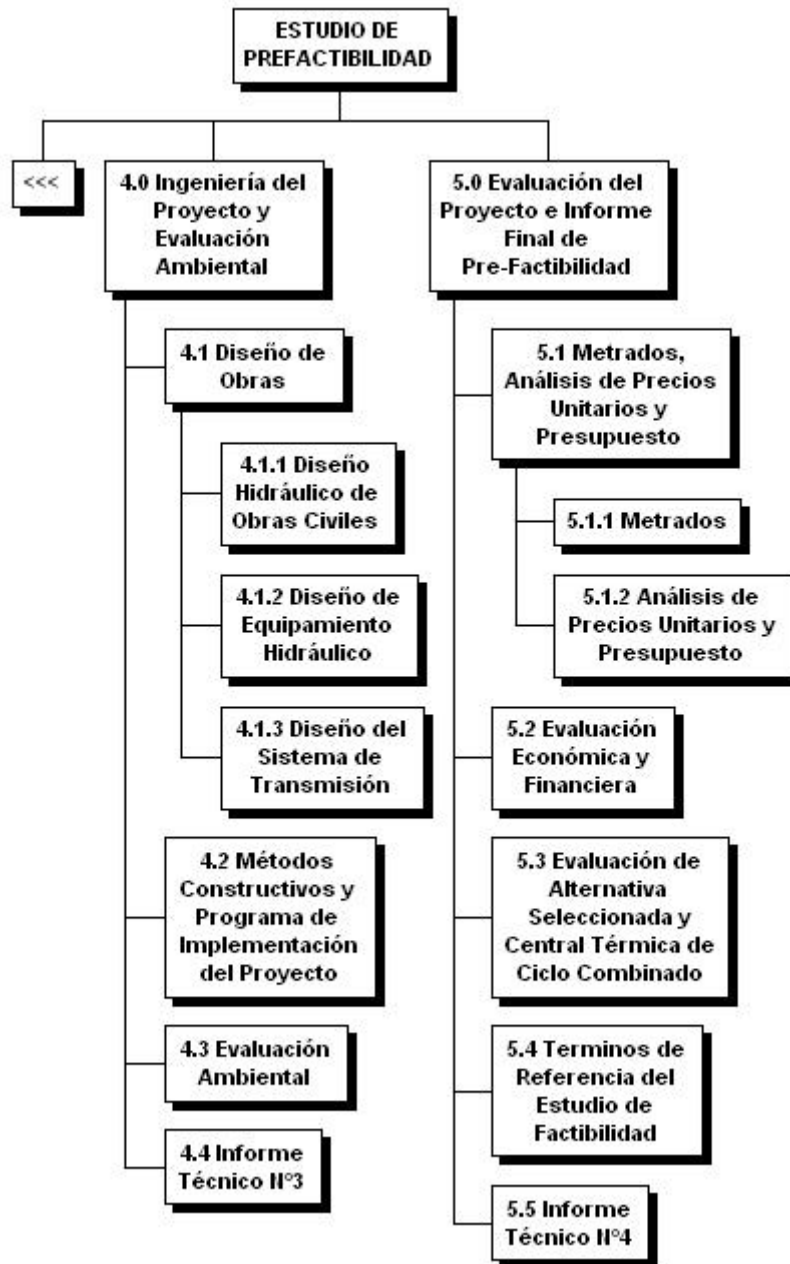 ESTUDIO DE
PREFACTIBILIDAD
<<<
4.0 Ingeniería del
Proyecto y
Evaluación
Ambiental
5.0 Evaluación del
Proyecto e Informe
Final de
Pre-Factibilidad
4.1 Diseño de
Obras
4.1.1 Diseño
Hidráulico de
Obras Civiles
4.1.2 Diseño de
Equipamiento
Hidráulico
4.1.3 Diseño del
Sistema de
Transmisión
4.2 Métodos
Constructivos y
Programa de
Implementación
del Proyecto
4.3 Evaluación
Ambiental
4.4 Informe
Técnico N°3
5.1 Metrados,
Análisis de Precios
Unitarios y
Presupuesto
5.1.1 Metrados
5.1.2 Análisis de
Precios Unitarios y
Presupuesto
5.2 Evaluación
Económica y
Financiera
5.3 Evaluación de
Alternativa
Seleccionada y
Central Térmica de
Ciclo Combinado
5.4 Terminos de
Referencia del
Estudio de
Factibilidad
5.5 Informe
Técnico N°4